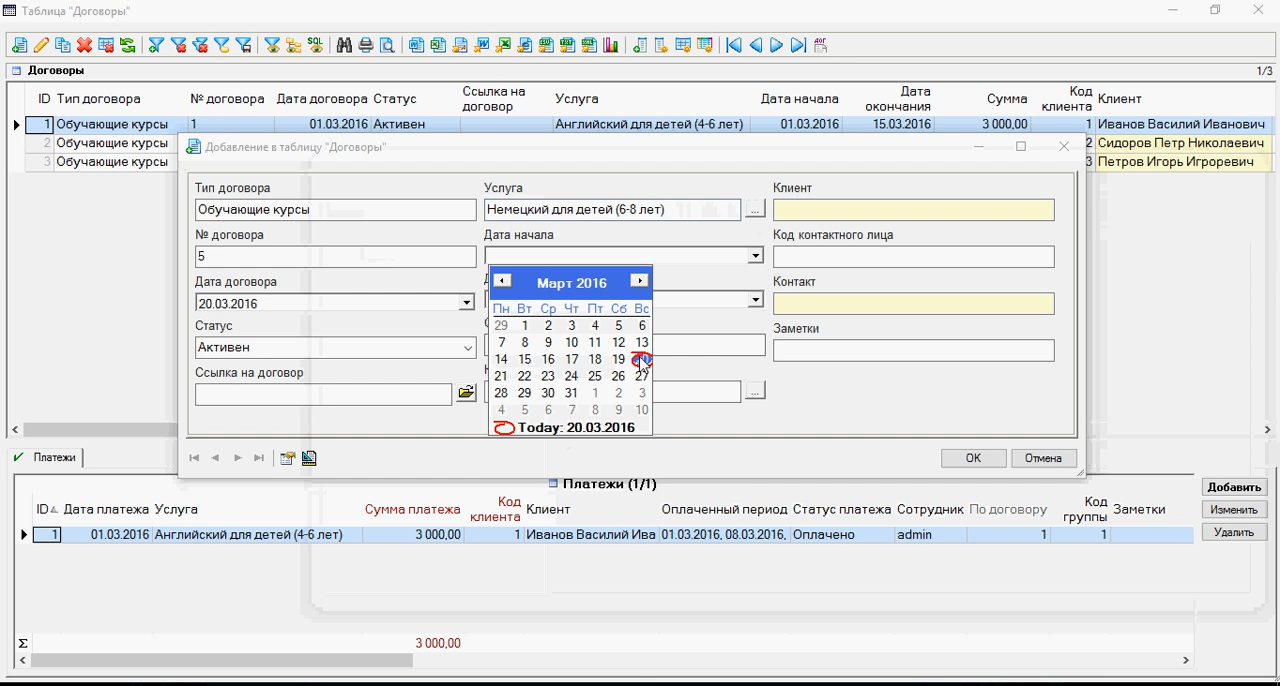 Таблица "Договоры"
Договоры
1/3
ID Тип договора № договора Дата договора Статус Ссылка на договор Услуга Дата начала Дата окончания Сумма Код клиента Клиент
1 Обучающие курсы 1 01.03.2016 Активен Английский для детей (4-6 лет) 01.03.2016 15.03.2016 3 000,00 1 Иванов Василий Иванович
2 Обучающие курсы 2 Сидоров Петр Николаевич
3 Обучающие курсы 3 Петров Игорь Игроревич
Добавление в таблицу "Договоры"
Тип договора
Обучающие курсы
№ договора
5
Дата договора
20.03.2016
Статус
Активен
Ссылка на договор
Услуга
Немецкий для детей (6-8 лет)
...
Дата начала
Март 2016
Пн Вт Ср Чт Пт Сб Вс
29 1 2 3 4 5 6
7 8 9 10 11 12 13
14 15 16 17 18 19
21 22 23 24 25 26 27
28 29 30 31 1 2 3
4 5 6 7 8 9 10
Today: 20.03.2016
...
Клиент
Код контактного лица
Контакт
Заметки
OK
Отмена
Платежи
Платежи (1/1)
ID Дата платежа Услуга Сумма платежа Код клиента Клиент Оплаченный период Статус платежа Сотрудник По договору Код группы Заметки
1 01.03.2016 Английский для детей (4-6 лет) 3 000,00 1 Иванов Василий Ива 01.03.2016, 08.03.2016, Оплачено admin 1 1
Σ 3 000,00
Добавить
Изменить
Удалить